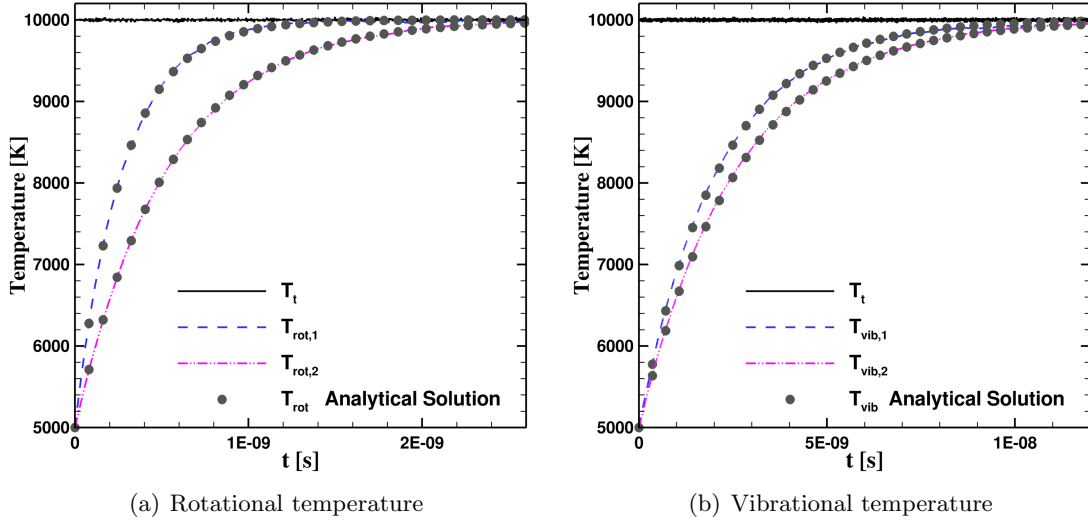 Temperature [K]
10000
9000
8000
7000
6000
5000
T_t
T_rot,1
T_rot,2
T_rot Analytical Solution
0
1E-09
2E-09
t [s]
(a) Rotational temperature
Temperature [K]
10000
9000
8000
7000
6000
5000
T_t
T_vib,1
T_vib,2
T_vib Analytical Solution
0
5E-09
1E-08
t [s]
(b) Vibrational temperature